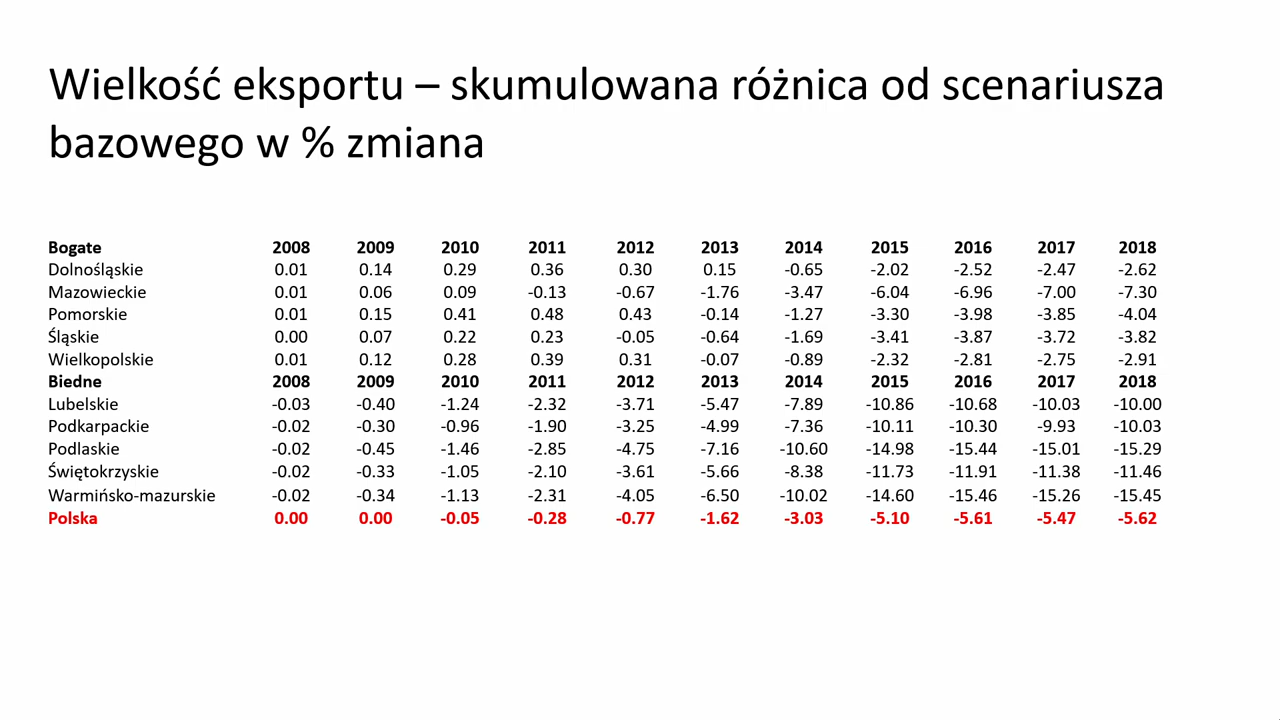 Wielkość eksportu – skumulowana różnica od scenariusza
bazowego w % zmiana
Bogate 2008 2009 2010 2011 2012 2013 2014 2015 2016 2017 2018
Dolnośląskie 0.01 0.14 0.29 0.36 0.30 0.15 -0.65 -2.02 -2.52 -2.47 -2.62
Mazowieckie 0.01 0.06 0.09 -0.13 -0.67 -1.76 -3.47 -6.04 -6.96 -7.00 -7.30
Pomorskie 0.01 0.15 0.41 0.48 0.43 -0.14 -1.27 -3.30 -3.98 -3.85 -4.04
Śląskie 0.00 0.07 0.22 0.23 -0.05 -0.64 -1.69 -3.41 -3.87 -3.72 -3.82
Wielkopolskie 0.01 0.12 0.28 0.39 0.31 -0.07 -0.89 -2.32 -2.81 -2.75 -2.91
Biedne 2008 2009 2010 2011 2012 2013 2014 2015 2016 2017 2018
Lubelskie -0.03 -0.40 -1.24 -2.32 -3.71 -5.47 -7.89 -10.86 -10.68 -10.03 -10.00
Podkarpackie -0.02 -0.30 -0.96 -1.90 -3.25 -4.99 -7.36 -10.11 -10.30 -9.93 -10.03
Podlaskie -0.02 -0.45 -1.46 -2.85 -4.75 -7.16 -10.60 -14.98 -15.44 -15.01 -15.29
Świętokrzyskie -0.02 -0.33 -1.05 -2.10 -3.61 -5.66 -8.38 -11.73 -11.91 -11.38 -11.46
Warmińsko-mazurskie -0.02 -0.34 -1.13 -2.31 -4.05 -6.50 -10.02 -14.60 -15.46 -15.26 -15.45
Polska 0.00 0.00 -0.05 -0.28 -0.77 -1.62 -3.03 -5.10 -5.61 -5.47 -5.62